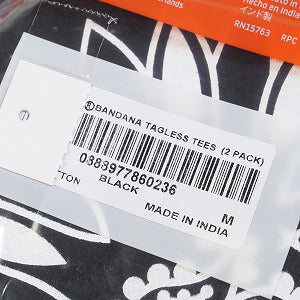 brands
Hecho en India
インド製
RN15763 RPC
®BANDANA TAGLESS TEES (2 PACK)
0888977860236
TTON BLACK M
MADE IN INDIA